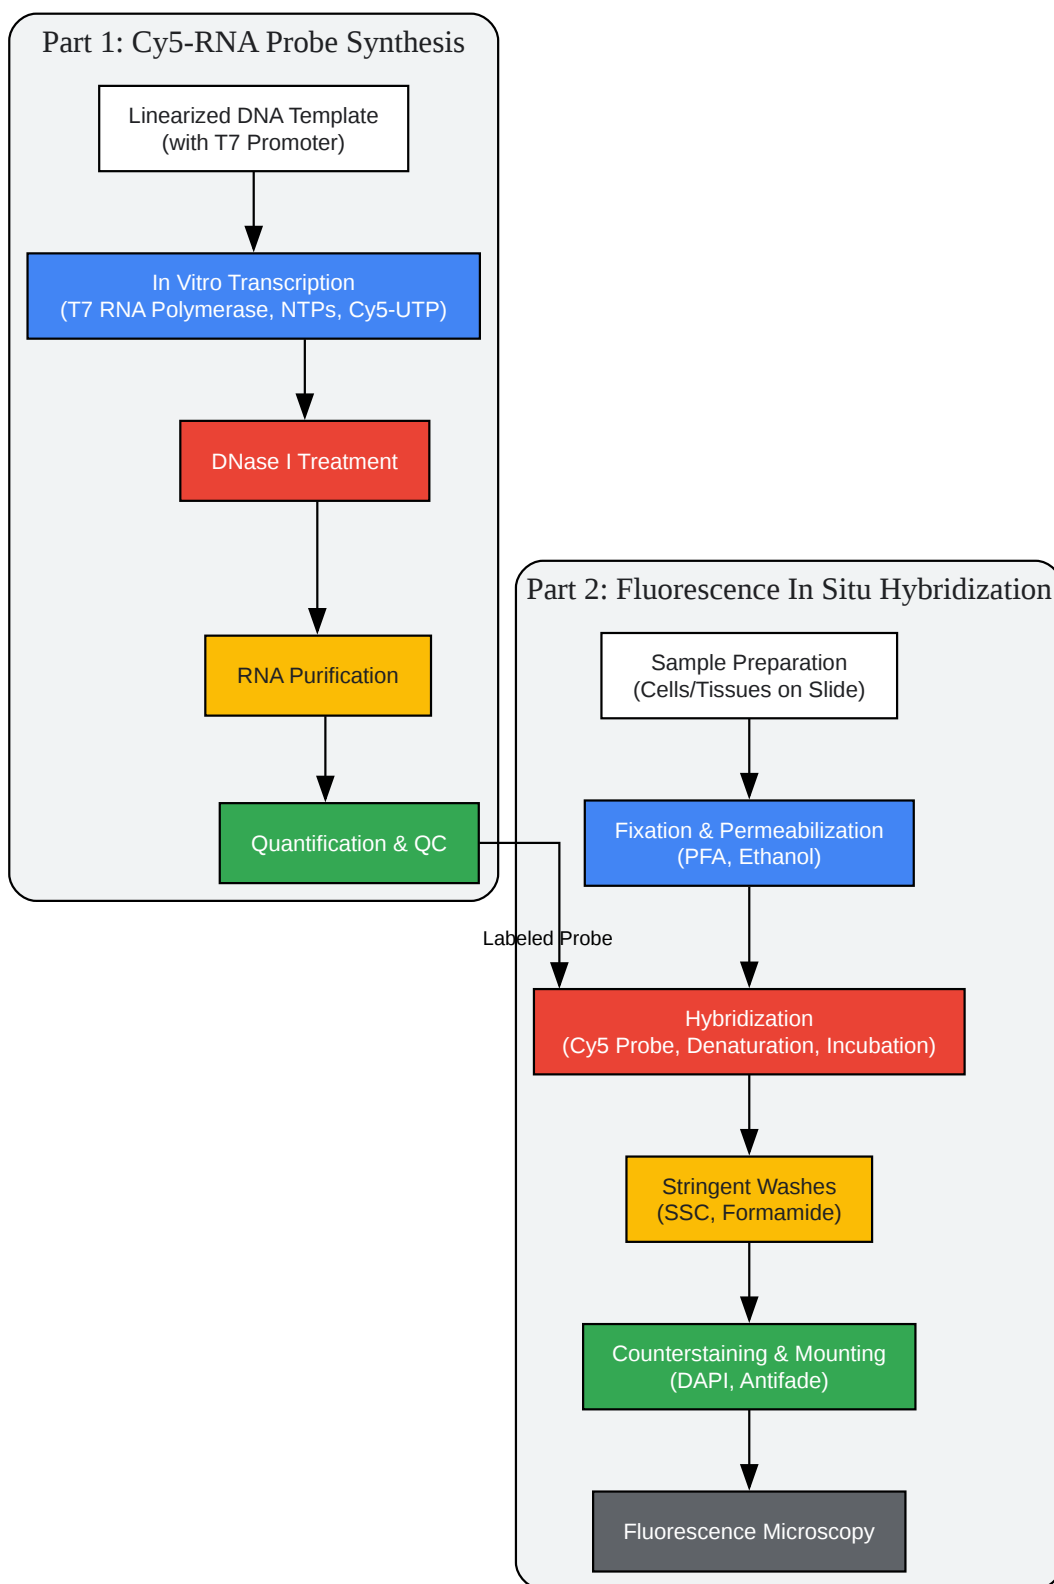 Part 1: Cy5-RNA Probe Synthesis
Linearized DNA Template
(with T7 Promoter)
In Vitro Transcription
(T7 RNA Polymerase, NTPs, Cy5-UTP)
DNase I Treatment
RNA Purification
Quantification & QC
Labeled Probe
Part 2: Fluorescence In Situ Hybridization
Sample Preparation
(Cells/Tissues on Slide)
Fixation & Permeabilization
(PFA, Ethanol)
Hybridization
(Cy5 Probe, Denaturation, Incubation)
Stringent Washes
(SSC, Formamide)
Counterstaining & Mounting
(DAPI, Antifade)
Fluorescence Microscopy